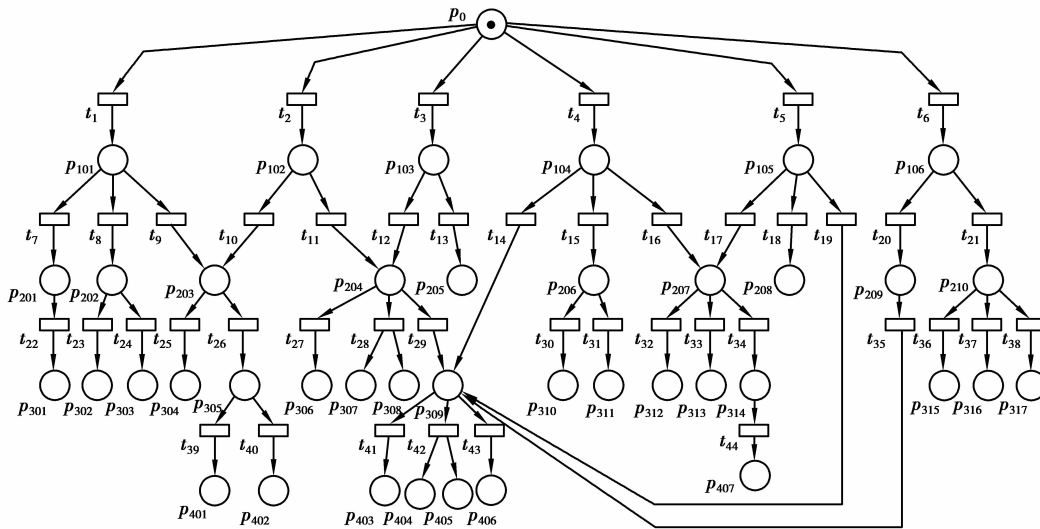 p0
t1 t2 t3 t4 t5 t6
p101 p102 p103 p104 p105 p106
t7 t8 t9 t10 t11 t12 t13 t14 t15 t16 t17 t18 t19 t20 t21
p201 p202 p203 p204 p205 p206 p207 p208 p209 p210
t22 t23 t24 t25 t26 t27 t28 t29 t30 t31 t32 t33 t34 t35 t36 t37 t38
p301 p302 p303 p304 p305 p306 p307 p308 p309 p310 p311 p312 p313 p314 p315 p316 p317
t39 t40 t41 t42 t43 t44
p401 p402 p403 p404 p405 p406 p407